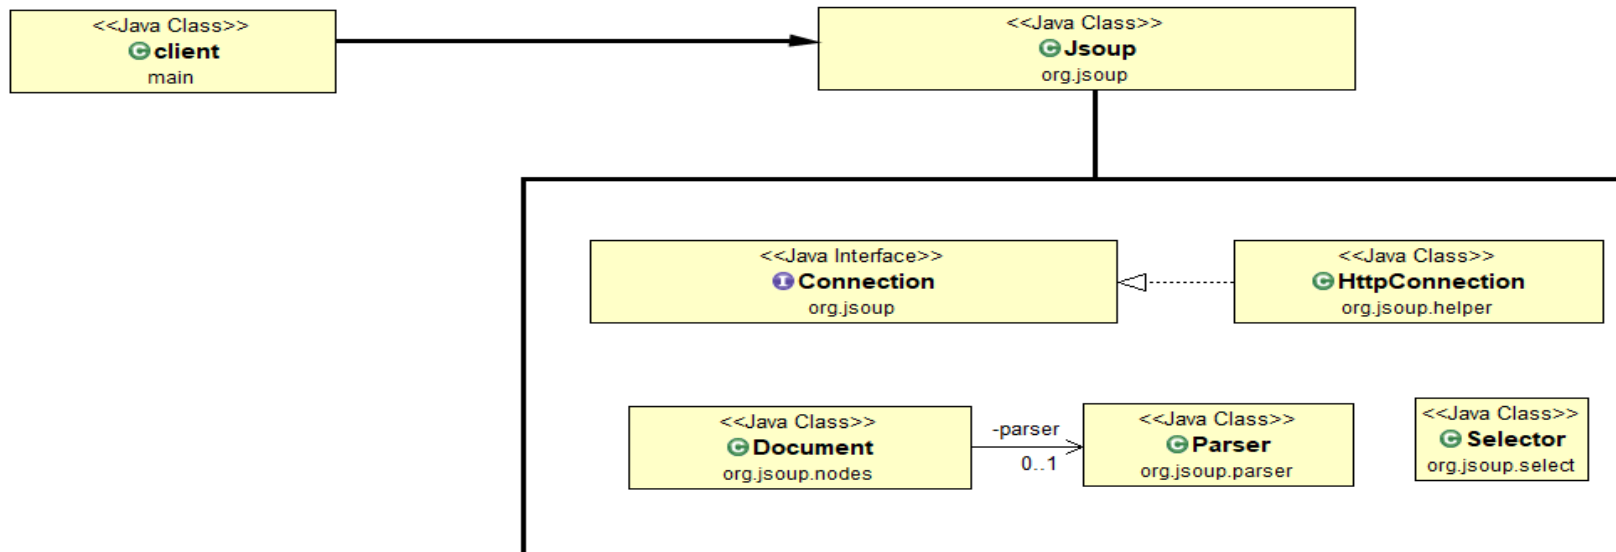 <<Java Class>>
C client
main
<<Java Class>>
C Jsoup
org.jsoup
<<Java Interface>>
I Connection
org.jsoup
<<Java Class>>
C HttpConnection
org.jsoup.helper
<<Java Class>>
C Document
org.jsoup.nodes
-parser
0..1
<<Java Class>>
C Parser
org.jsoup.parser
<<Java Class>>
C Selector
org.jsoup.select